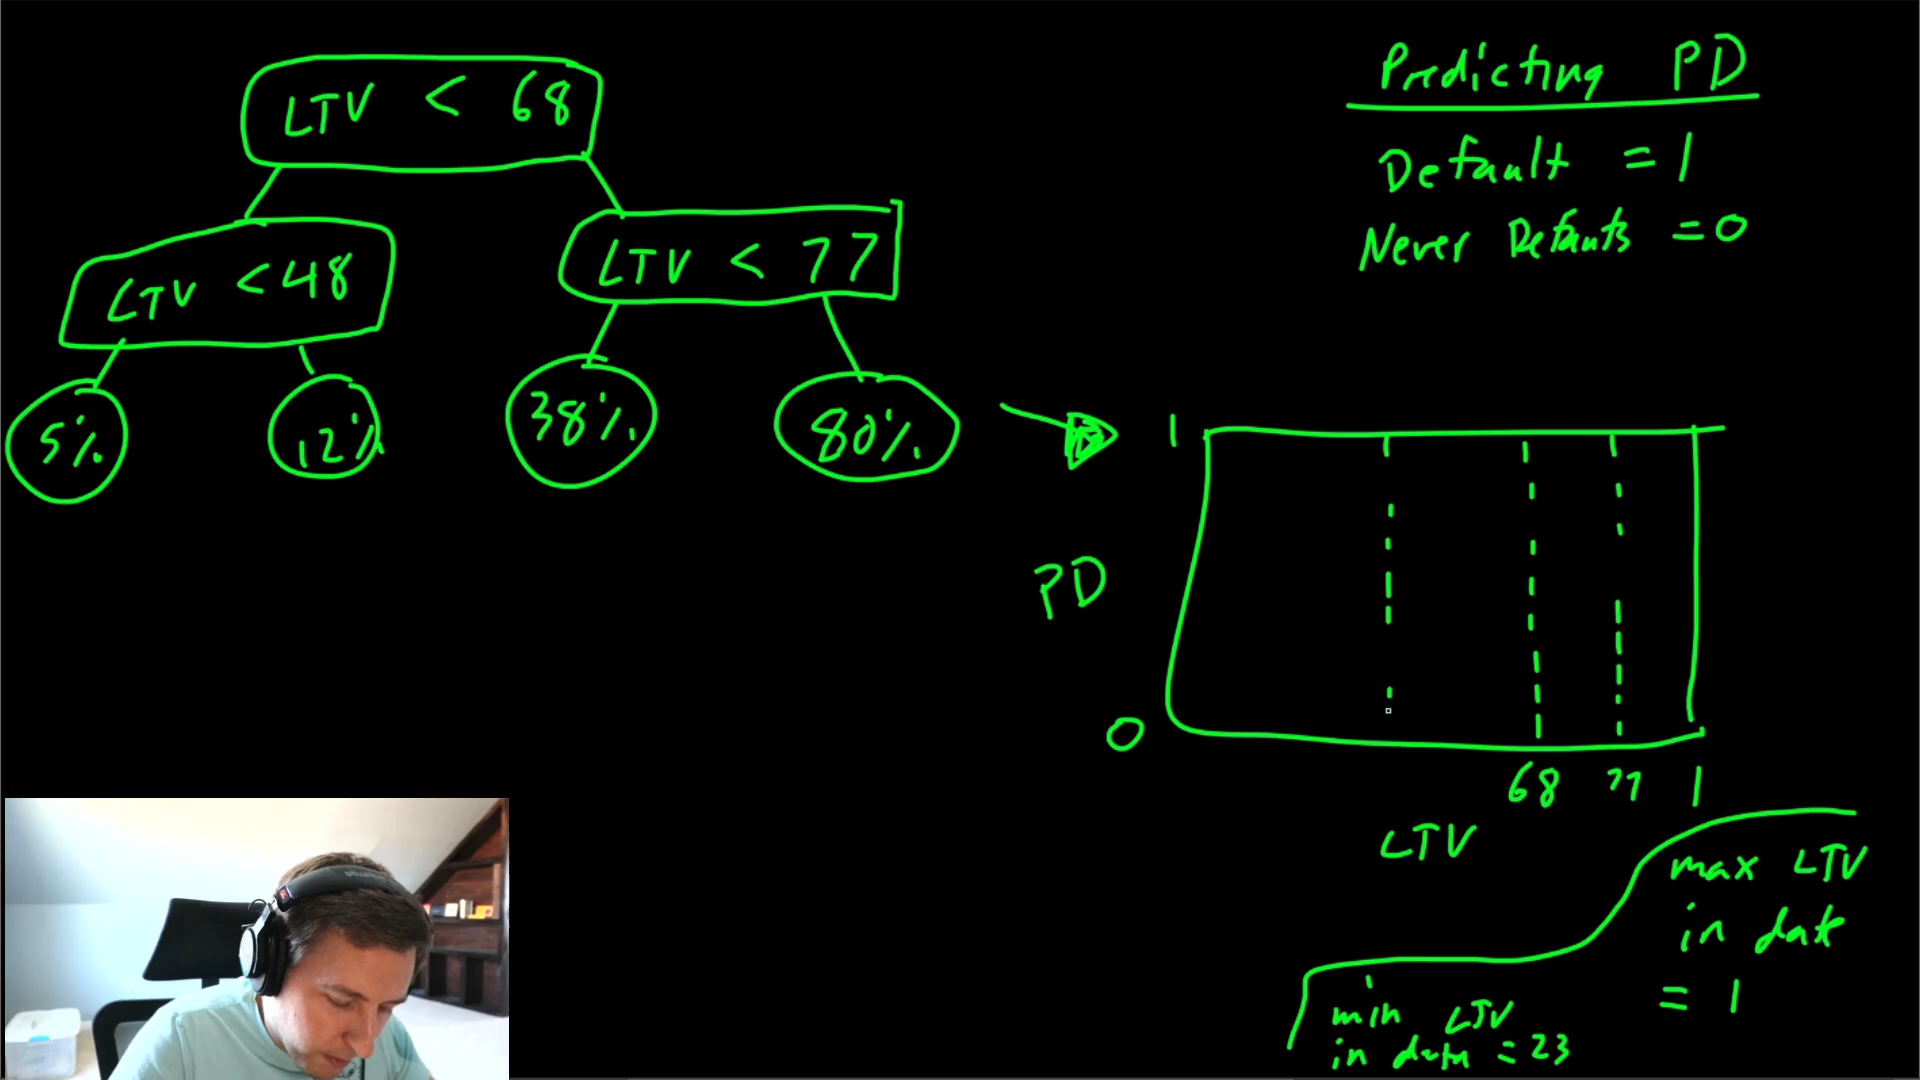 LTV < 68
LTV < 48
LTV < 77
5%
12%
38%
80%
Predicting PD
Default = 1
Never Defaults = 0
1
PD
0
68 77 1
LTV
max LTV
in data
= 1
min LTV
in data = 23